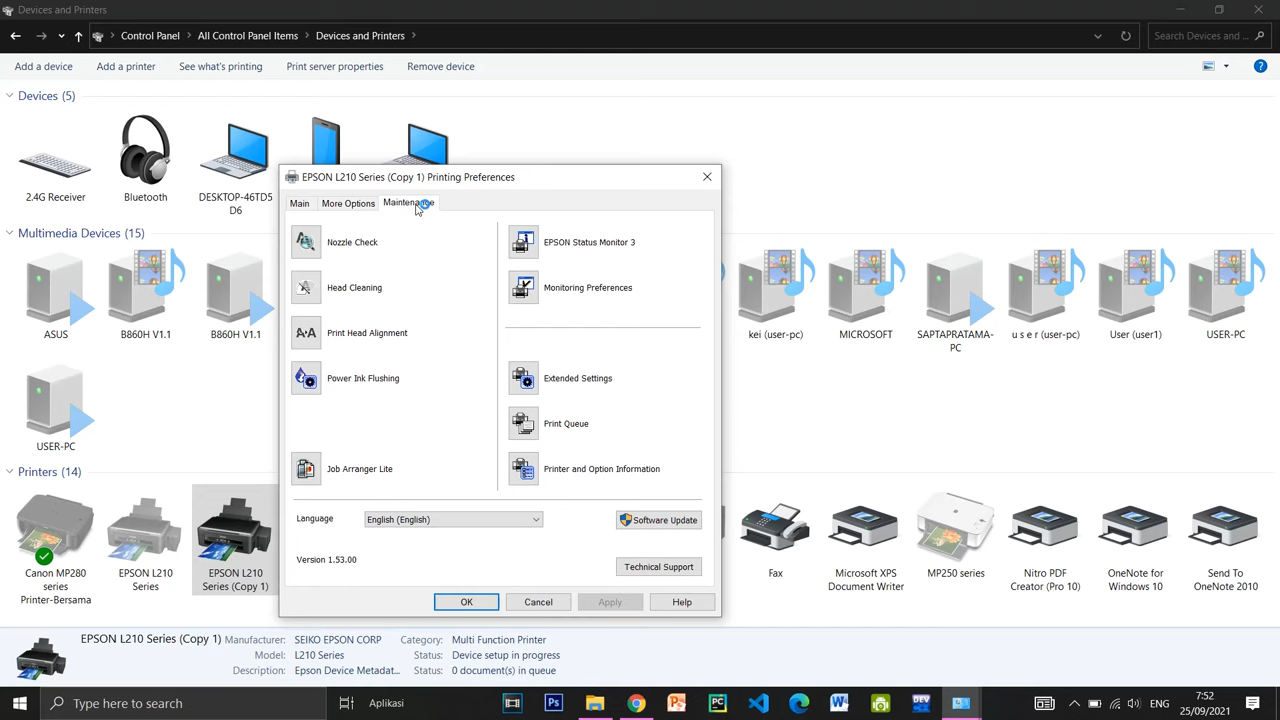 Devices and Printers
Control Panel
All Control Panel Items
Devices and Printers
Search Devices and ...
Add a device
Add a printer
See what's printing
Print server properties
Remove device
Devices (5)
2.4G Receiver
Bluetooth
DESKTOP-46TD5
D6
EPSON L210 Series (Copy 1) Printing Preferences
Main
More Options
Maintenance
Nozzle Check
EPSON Status Monitor 3
Head Cleaning
Monitoring Preferences
Print Head Alignment
Power Ink Flushing
Extended Settings
Print Queue
Job Arranger Lite
Printer and Option Information
Language
English (English)
Software Update
Version 1.53.00
Technical Support
OK
Cancel
Apply
Help
Multimedia Devices (15)
ASUS
B860H V1.1
B860H V1.1
kei (user-pc)
MICROSOFT
SAPTAPRATAMA-
PC
u s e r (user-pc)
User (user1)
USER-PC
USER-PC
Printers (14)
Canon MP280
series
Printer-Bersama
EPSON L210
Series
EPSON L210
Series (Copy 1)
Fax
Microsoft XPS
Document Writer
MP250 series
Nitro PDF
Creator (Pro 10)
OneNote for
Windows 10
Send To
OneNote 2010
EPSON L210 Series (Copy 1)
Manufacturer: SEIKO EPSON CORP
Category: Multi Function Printer
Model: L210 Series
Status: Device setup in progress
Description: Epson Device Metadat...
Status: 0 document(s) in queue
Type here to search
Aplikasi
ENG
7:52
25/09/2021